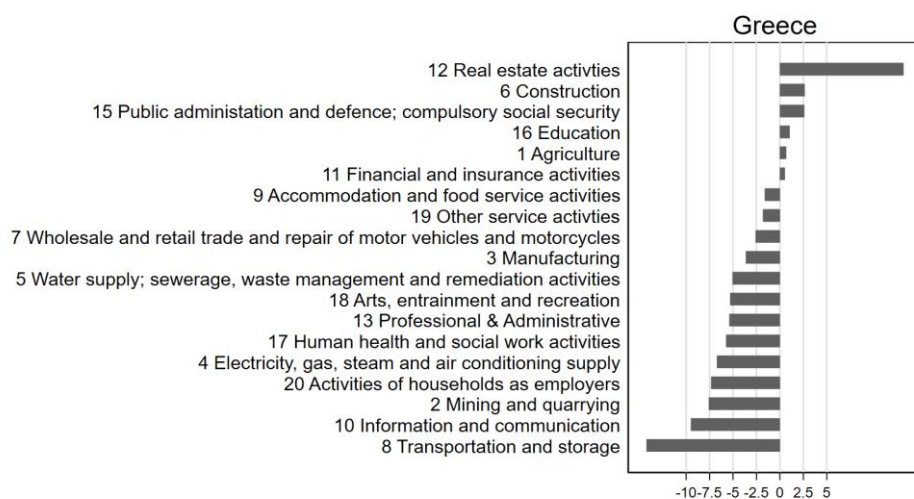 Greece
12 Real estate activties
6 Construction
15 Public administation and defence; compulsory social security
16 Education
1 Agriculture
11 Financial and insurance activities
9 Accommodation and food service activities
19 Other service activties
7 Wholesale and retail trade and repair of motor vehicles and motorcycles
3 Manufacturing
5 Water supply; sewerage, waste management and remediation activities
18 Arts, entrainment and recreation
13 Professional & Administrative
17 Human health and social work activities
4 Electricity, gas, steam and air conditioning supply
20 Activities of households as employers
2 Mining and quarrying
10 Information and communication
8 Transportation and storage
-10 -7.5 -5 -2.5 0 2.5 5